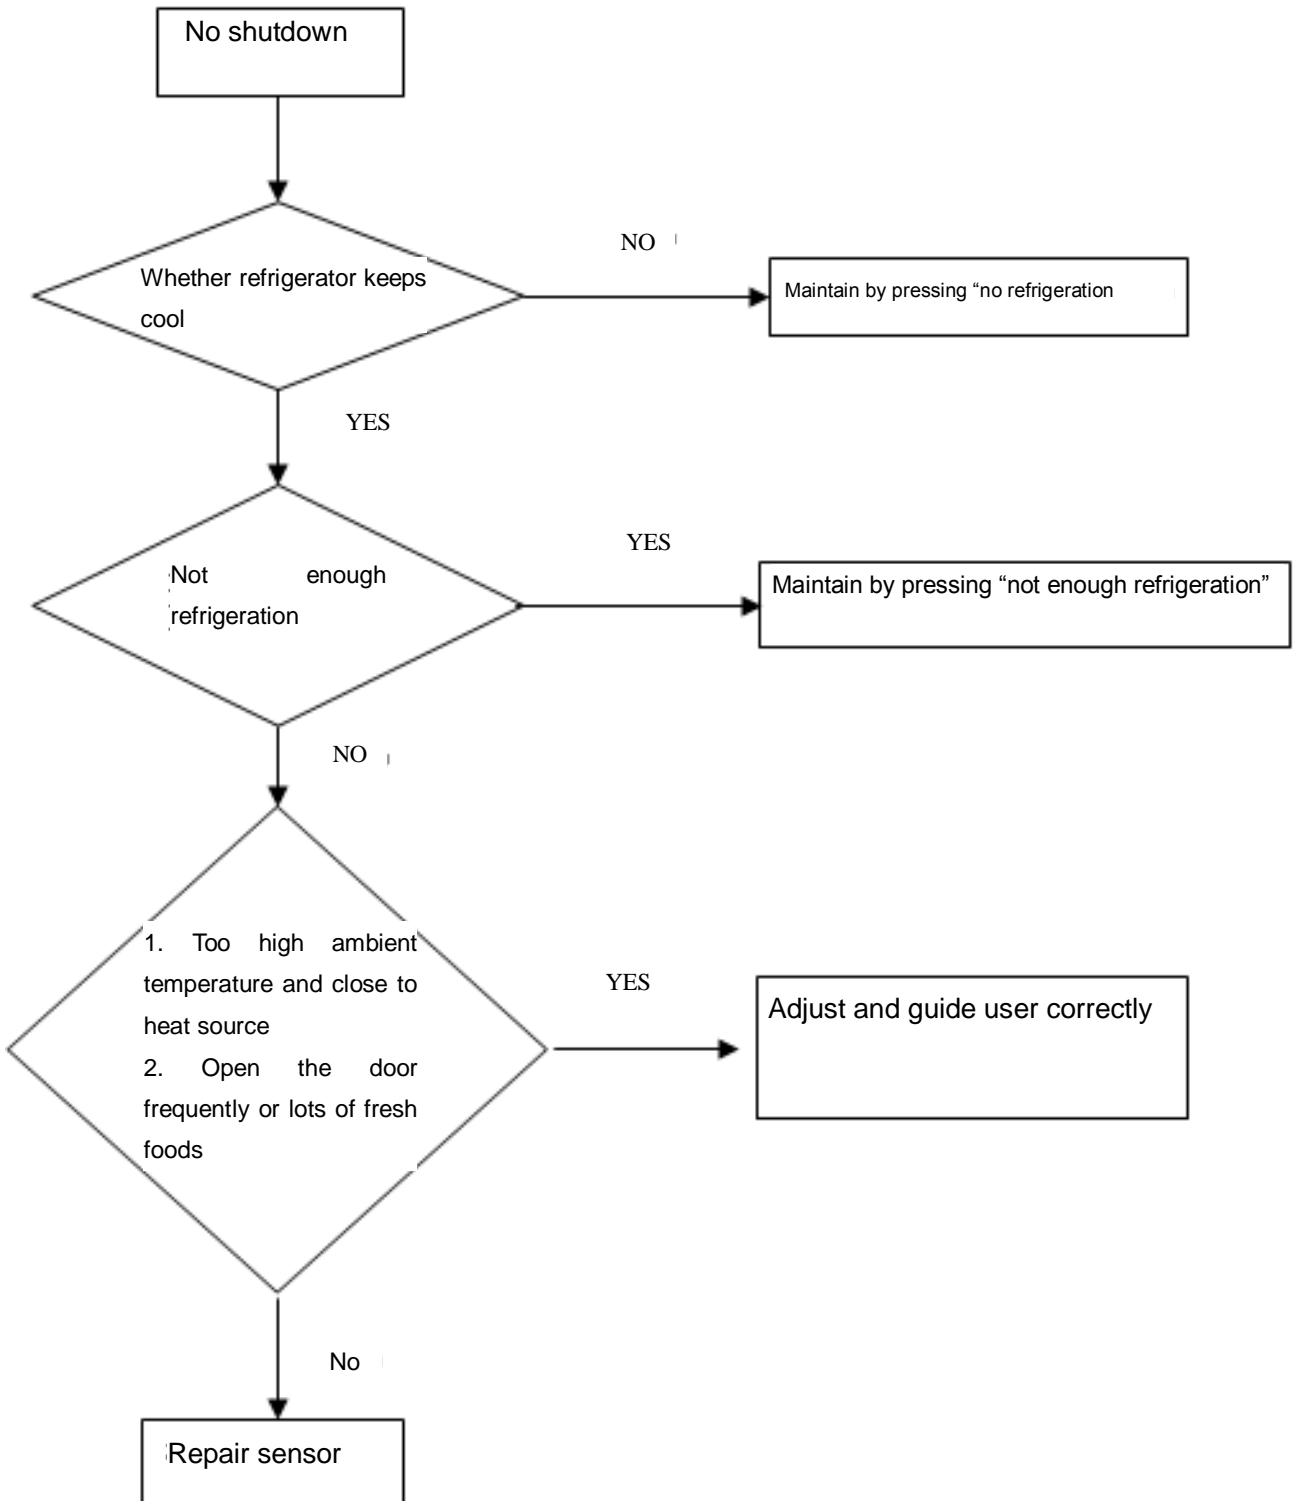 No shutdown
NO
Whether refrigerator keeps
cool
Maintain by pressing “no refrigeration
YES
YES
Not enough
refrigeration
Maintain by pressing “not enough refrigeration”
NO
1. Too high ambient
temperature and close to
heat source
2. Open the door
frequently or lots of fresh
foods
YES
Adjust and guide user correctly
No
Repair sensor